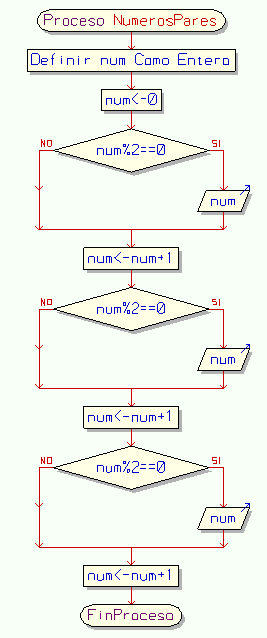 Proceso NumerosPares
Definir num Como Entero
num<-0
NO
SI
num%2==0
num
num<-num+1
NO
SI
num%2==0
num
num<-num+1
NO
SI
num%2==0
num
num<-num+1
FinProceso